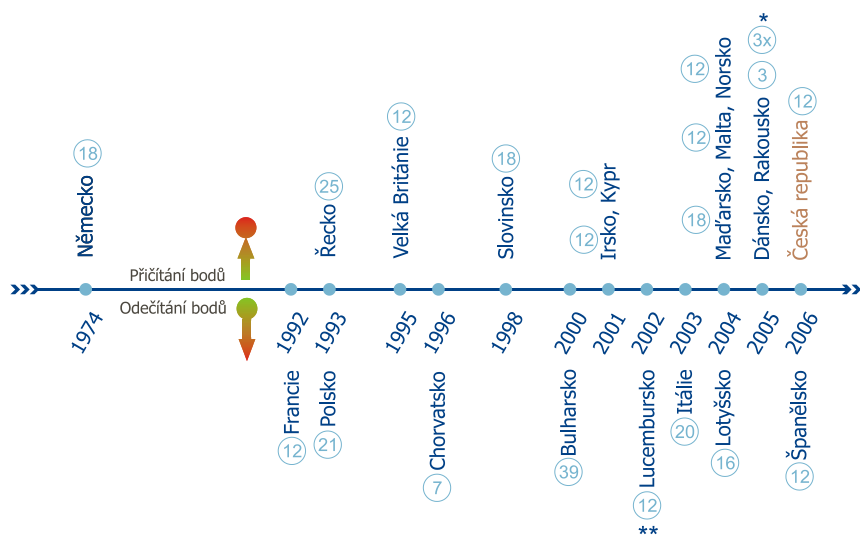 *
3x
12
3
12
12
12
18
18
25
18
12
12
18
Německo
Řecko
Velká Británie
Slovinsko
Irsko, Kypr
Maďarsko, Malta, Norsko
Dánsko, Rakousko
Česká republika
Přičítání bodů
Odečítání bodů
1974
1992
1993
1995
1996
1998
2000
2001
2002
2003
2004
2005
2006
Francie
12
Polsko
21
Chorvatsko
7
Bulharsko
39
Lucembursko
12
**
Itálie
20
Lotyšsko
16
Španělsko
12